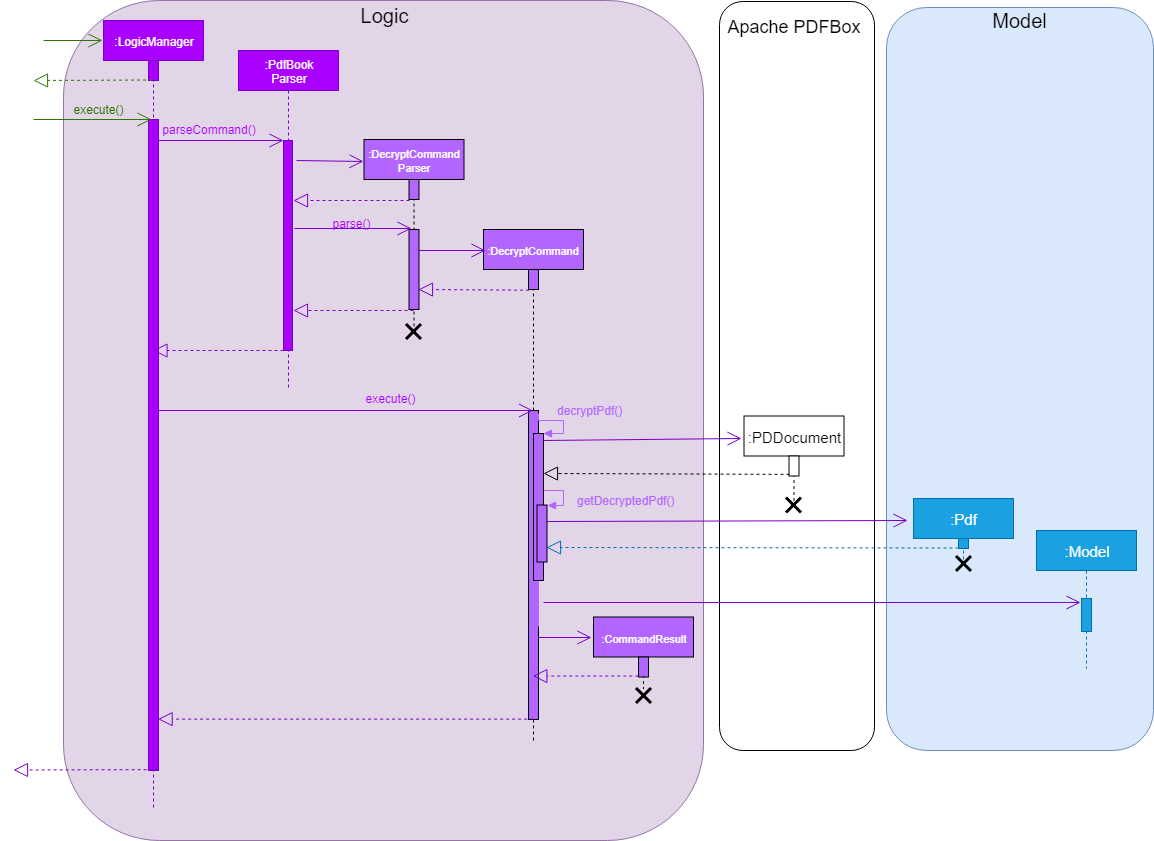 Logic
Apache PDFBox
Model
:LogicManager
:PdfBook
Parser
execute()
parseCommand()
:DecryptCommand
Parser
parse()
:DecryptCommand
execute()
decryptPdf()
:PDDocument
getDecryptedPdf()
:Pdf
:Model
:CommandResult